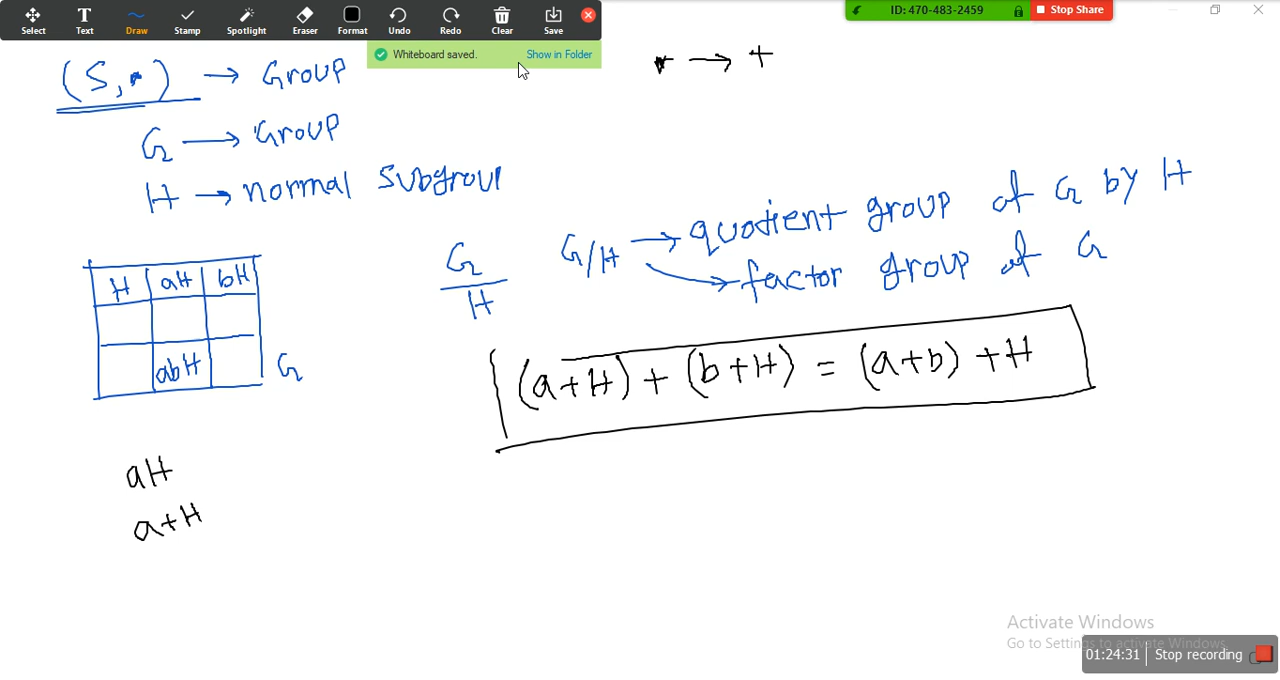 Select Text Draw Stamp Spotlight Eraser Format Undo Redo Clear Save
ID: 470-483-2459 Stop Share
Whiteboard saved. Show in Folder
(S, *) → Group
* → +
G → Group
H → normal subgroup
G/H G/H → quotient group of G by H
→ factor group of G
H aH bH
abH
G
(a+H) + (b+H) = (a+b) + H
aH
a+H
Activate Windows
Go to Settings to activate Windows.
01:24:31 Stop recording